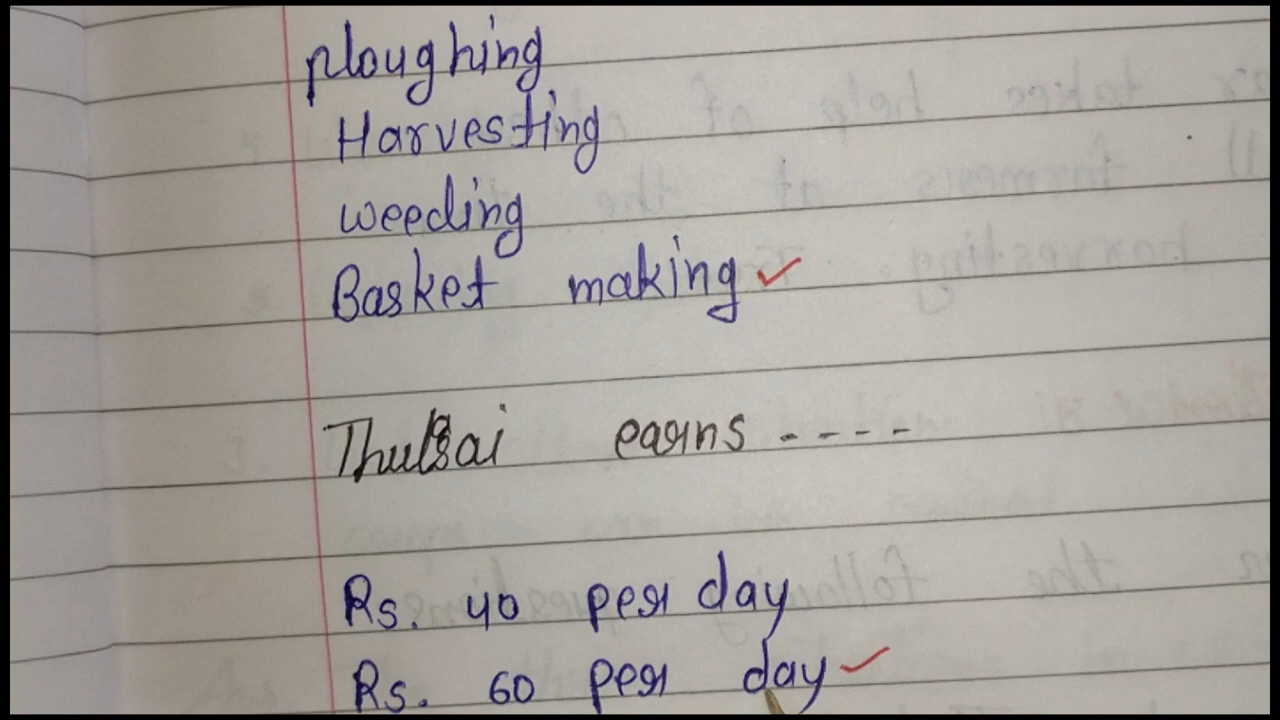 ploughing
Harvesting
weeding
Basket making ✓
Thulsai earns ----
Rs. 40 per day
Rs. 60 per day ✓